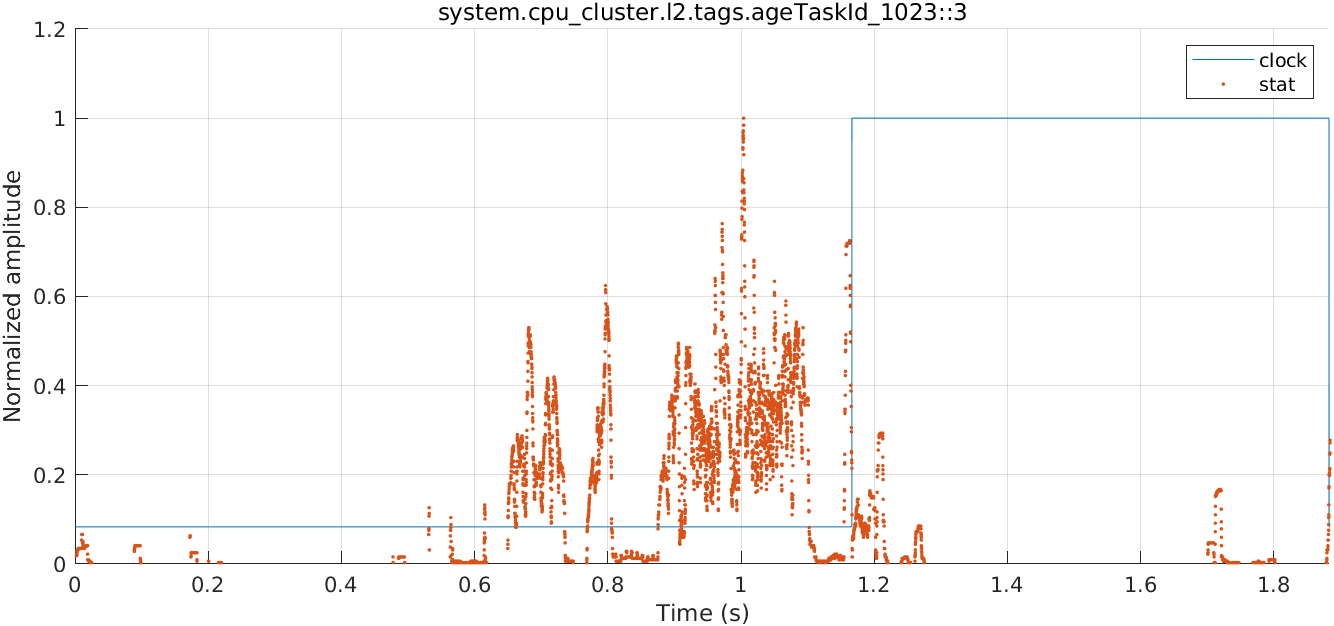 system.cpu_cluster.l2.tags.ageTaskId_1023::3
clock
stat
Normalized amplitude
1.2
1
0.8
0.6
0.4
0.2
0
0 0.2 0.4 0.6 0.8 1 1.2 1.4 1.6 1.8
Time (s)